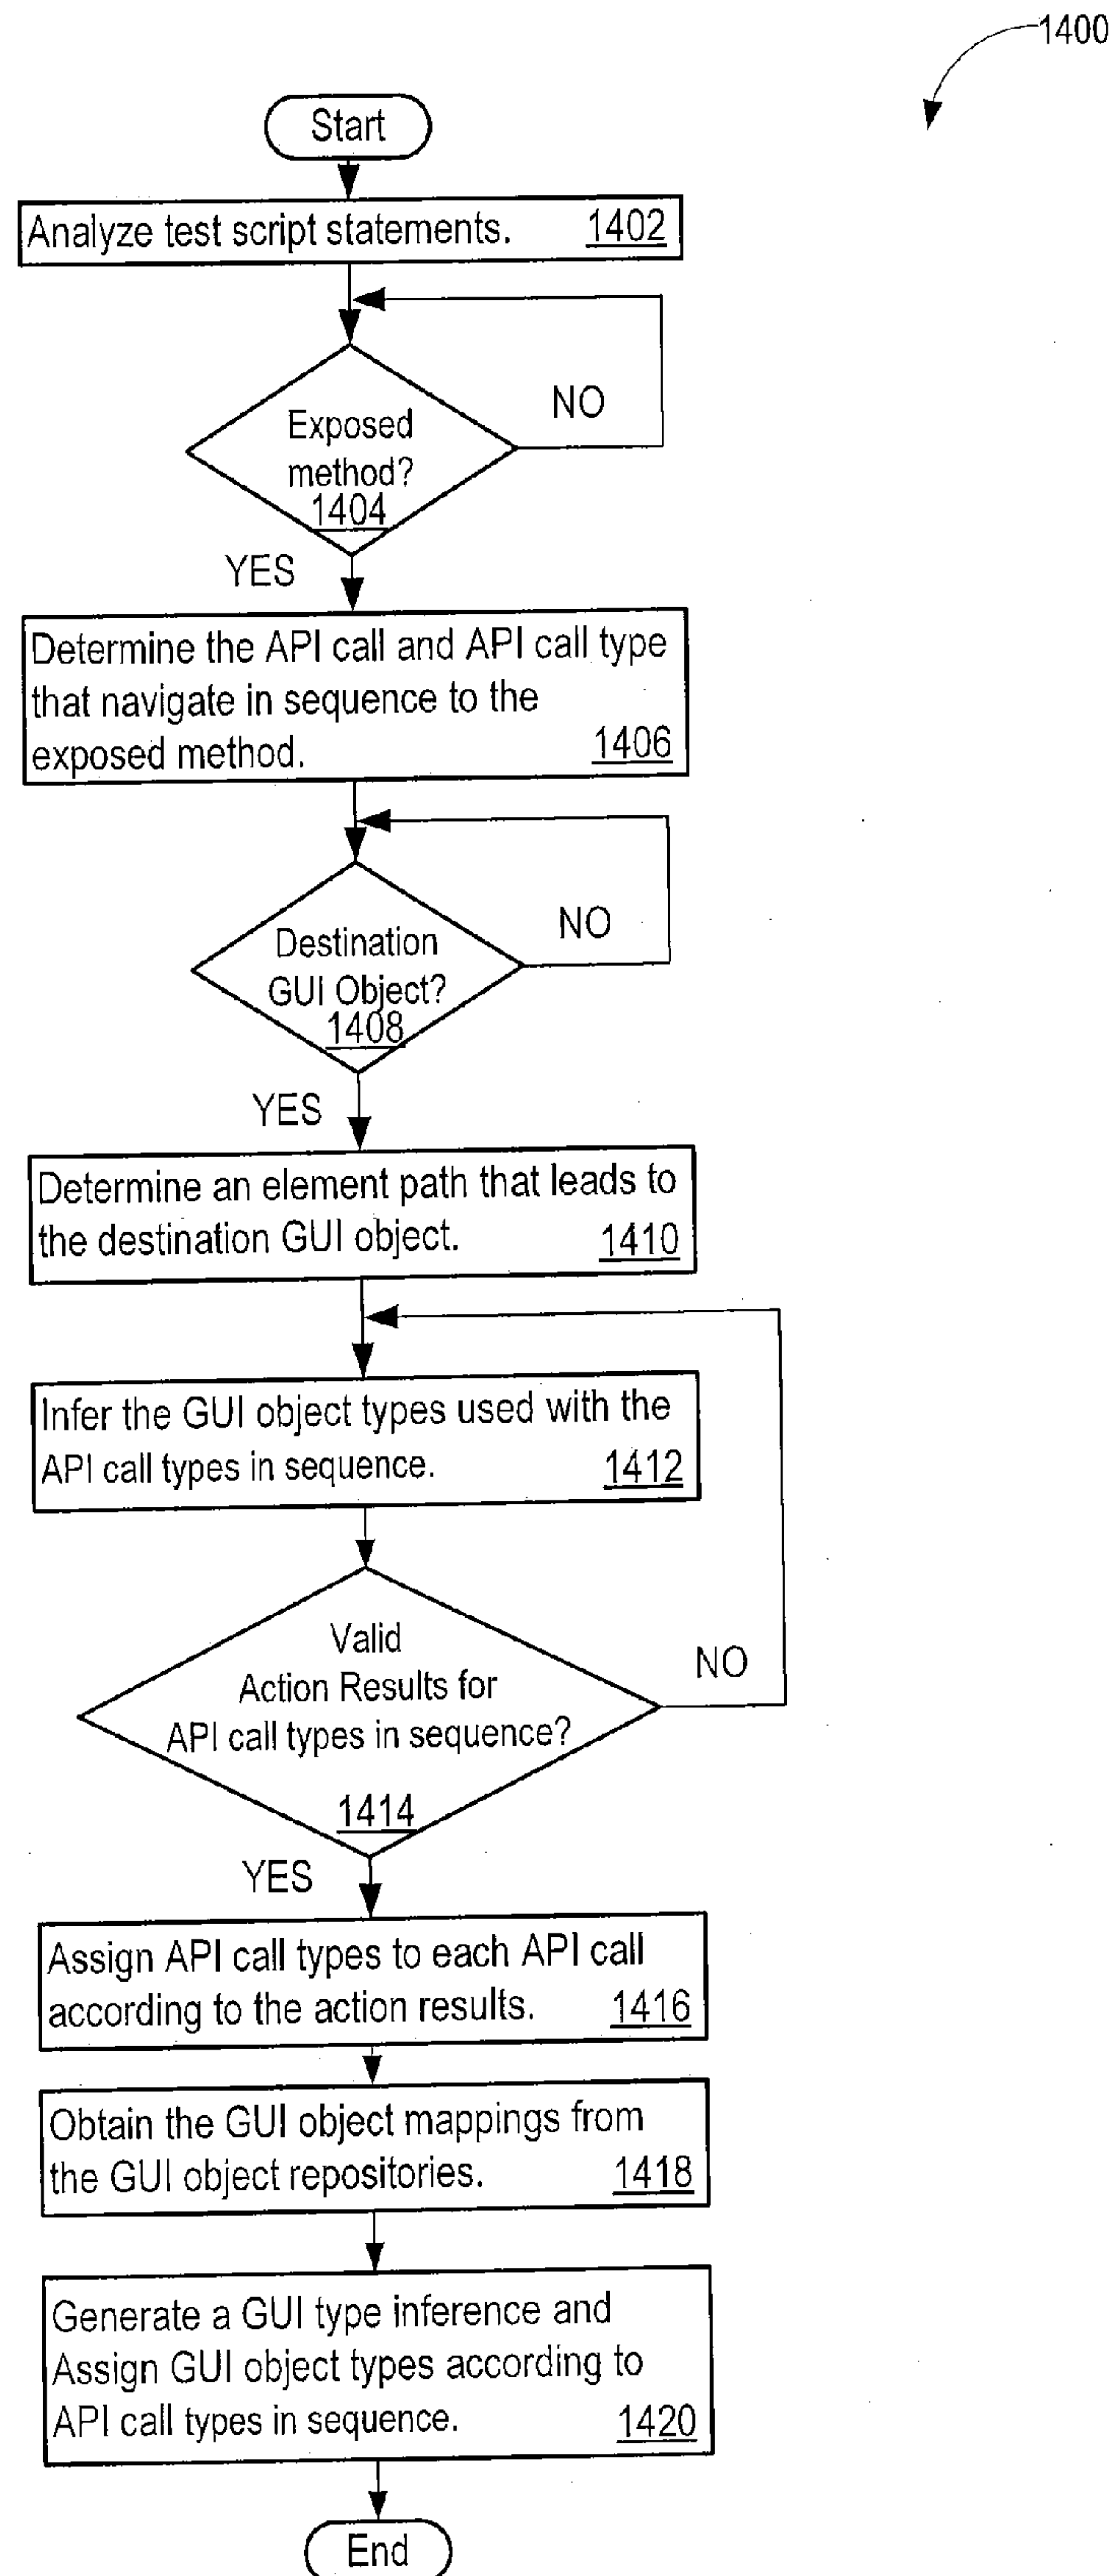 1400
Start
Analyze test script statements. 1402
NO
Exposed
method?
1404
YES
Determine the API call and API call type
that navigate in sequence to the
exposed method. 1406
NO
Destination
GUI Object?
1408
YES
Determine an element path that leads to
the destination GUI object. 1410
Infer the GUI object types used with the
API call types in sequence. 1412
Valid
NO
Action Results for
API call types in sequence?
1414
YES
Assign API call types to each API call
according to the action results. 1416
Obtain the GUI object mappings from
the GUI object repositories. 1418
Generate a GUI type inference and
Assign GUI object types according to
API call types in sequence. 1420
End